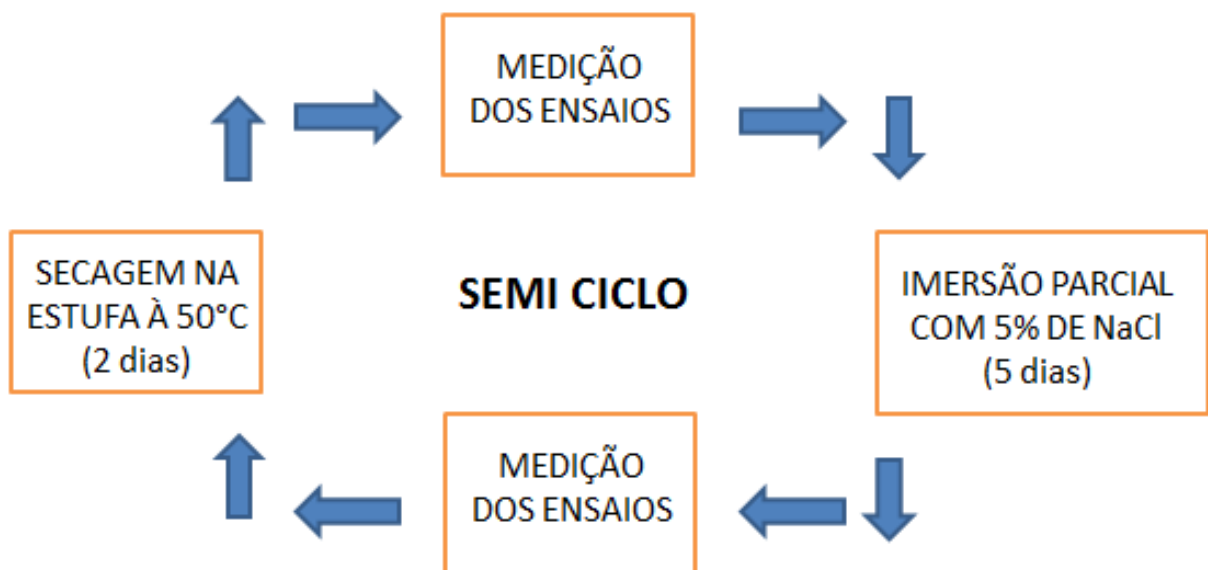 MEDIÇÃO
DOS ENSAIOS
SECAGEM NA
ESTUFA À 50°C
(2 dias)
SEMI CICLO
IMERSÃO PARCIAL
COM 5% DE NaCl
(5 dias)
MEDIÇÃO
DOS ENSAIOS